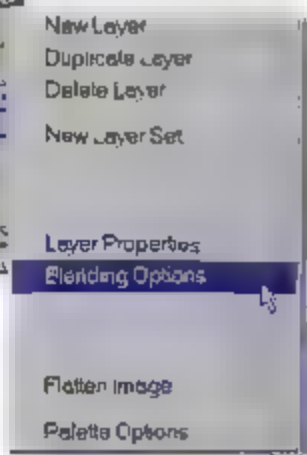 New Layer
Duplicate Layer
Delete Layer
New Layer Set
Layer Properties
Blending Options
Flatten Image
Palette Options